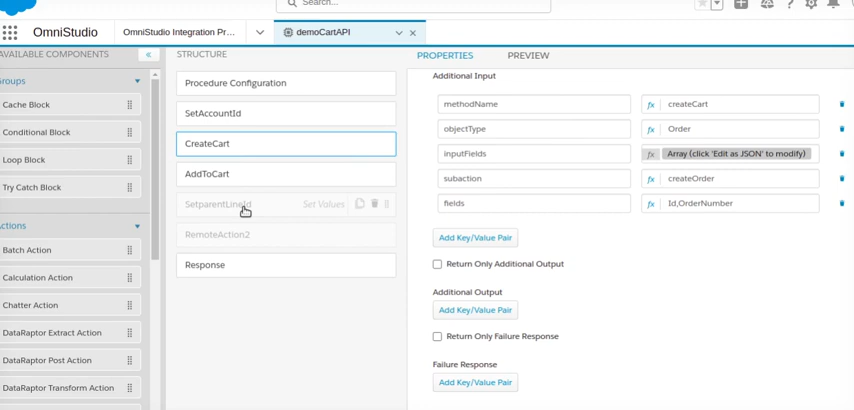 Search...
OmniStudio
OmniStudio Integration Pr...
demoCartAPI
AVAILABLE COMPONENTS
Groups
Cache Block
Conditional Block
Loop Block
Try Catch Block
Actions
Batch Action
Calculation Action
Chatter Action
DataRaptor Extract Action
DataRaptor Post Action
DataRaptor Transform Action
STRUCTURE
Procedure Configuration
SetAccountId
CreateCart
AddToCart
SetparentLineId Set Values
RemoteAction2
Response
PROPERTIES PREVIEW
Additional Input
methodName fx createCart
objectType fx Order
inputFields fx Array (click 'Edit as JSON' to modify)
subaction fx createOrder
fields fx Id,OrderNumber
Add Key/Value Pair
Return Only Additional Output
Additional Output
Add Key/Value Pair
Return Only Failure Response
Failure Response
Add Key/Value Pair